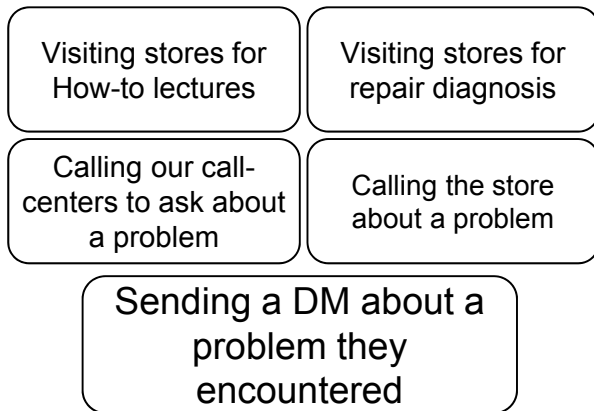 Visiting stores for
How-to lectures
Visiting stores for
repair diagnosis
Calling our call-
centers to ask about
a problem
Calling the store
about a problem
Sending a DM about a
problem they
encountered